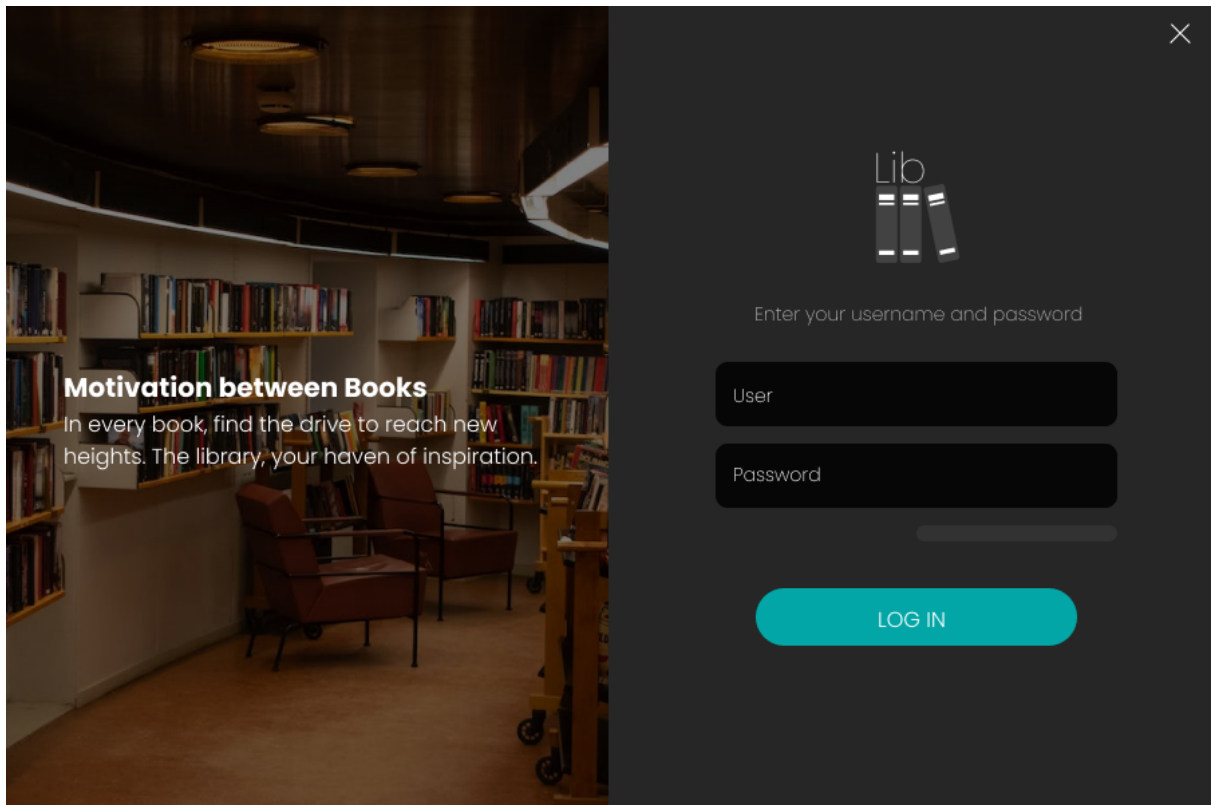 Lib
Enter your username and password
User
Password
LOG IN
Motivation between Books
In every book, find the drive to reach new
heights. The library, your haven of inspiration.